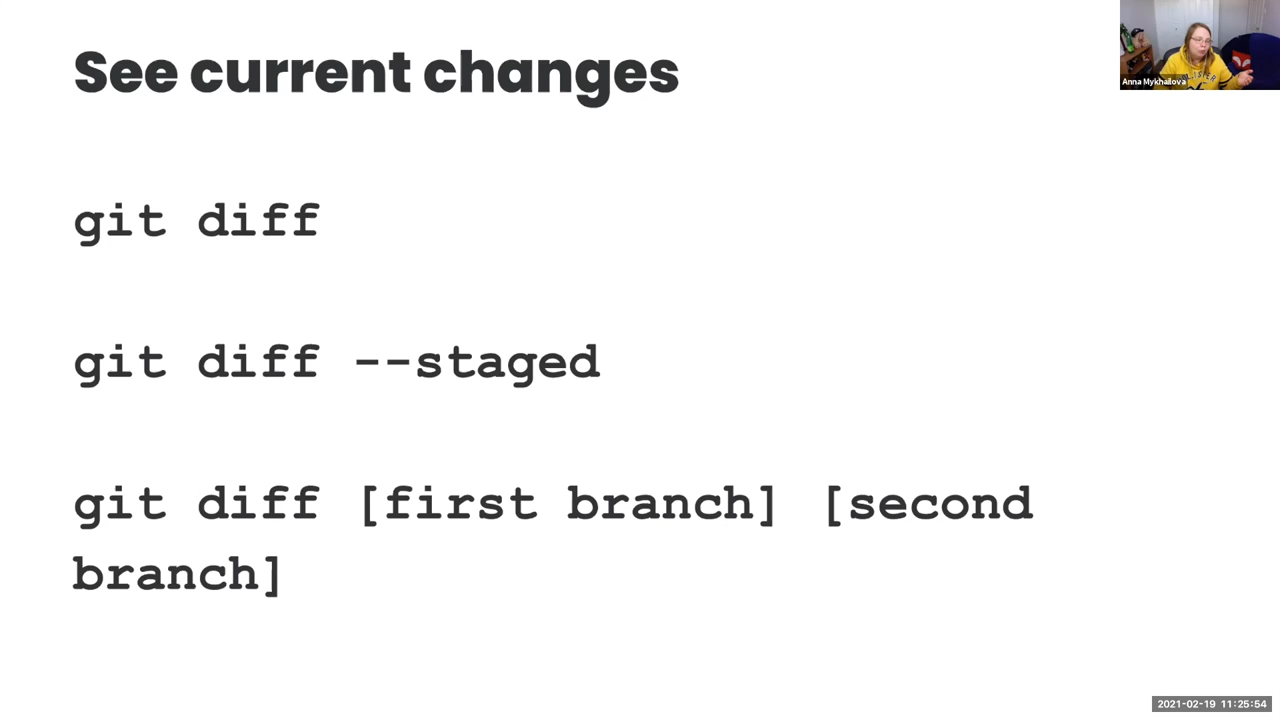 See current changes
Anna Mykhailova
git diff
git diff --staged
git diff [first branch] [second
branch]
2021-02-19 11:25:54